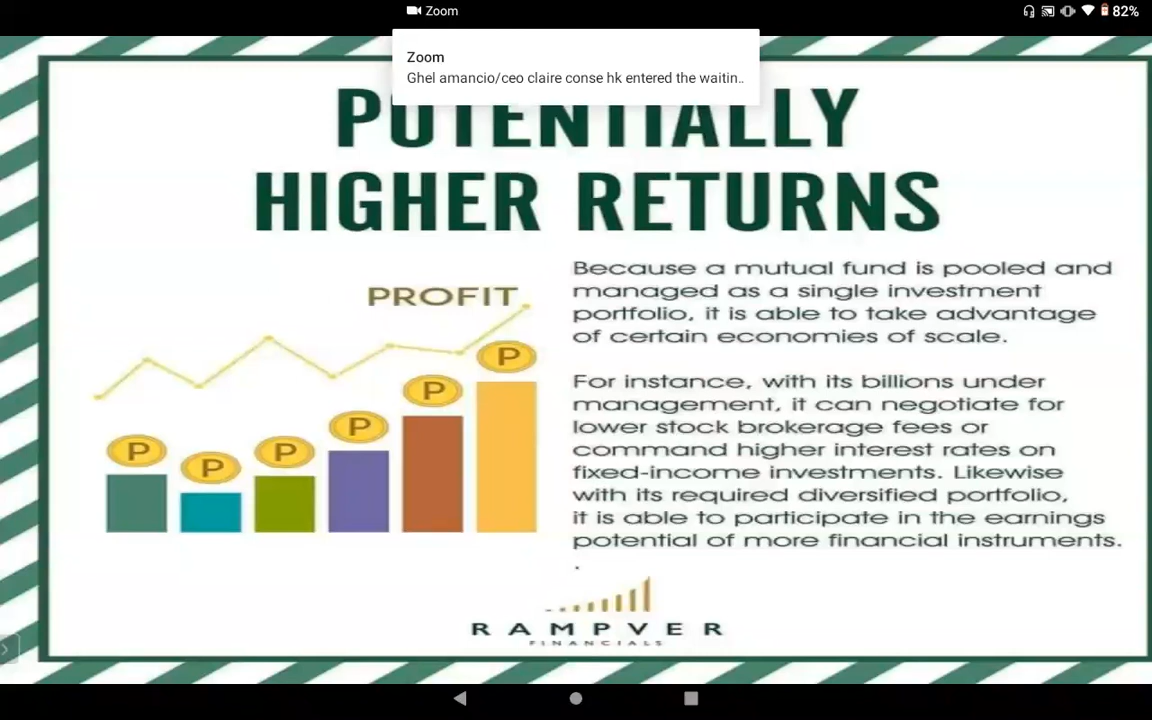 Zoom
82%
Zoom
Ghel amancio/ceo claire conse hk entered the waitin..
POTENTIALLY
HIGHER RETURNS
PROFIT
P
P
P
P
P
P
Because a mutual fund is pooled and
managed as a single investment
portfolio, it is able to take advantage
of certain economies of scale.
For instance, with its billions under
management, it can negotiate for
lower stock brokerage fees or
command higher interest rates on
fixed-income investments. Likewise
with its required diversified portfolio,
it is able to participate in the earnings
potential of more financial instruments.
.
RAMPVER
FINANCIALS